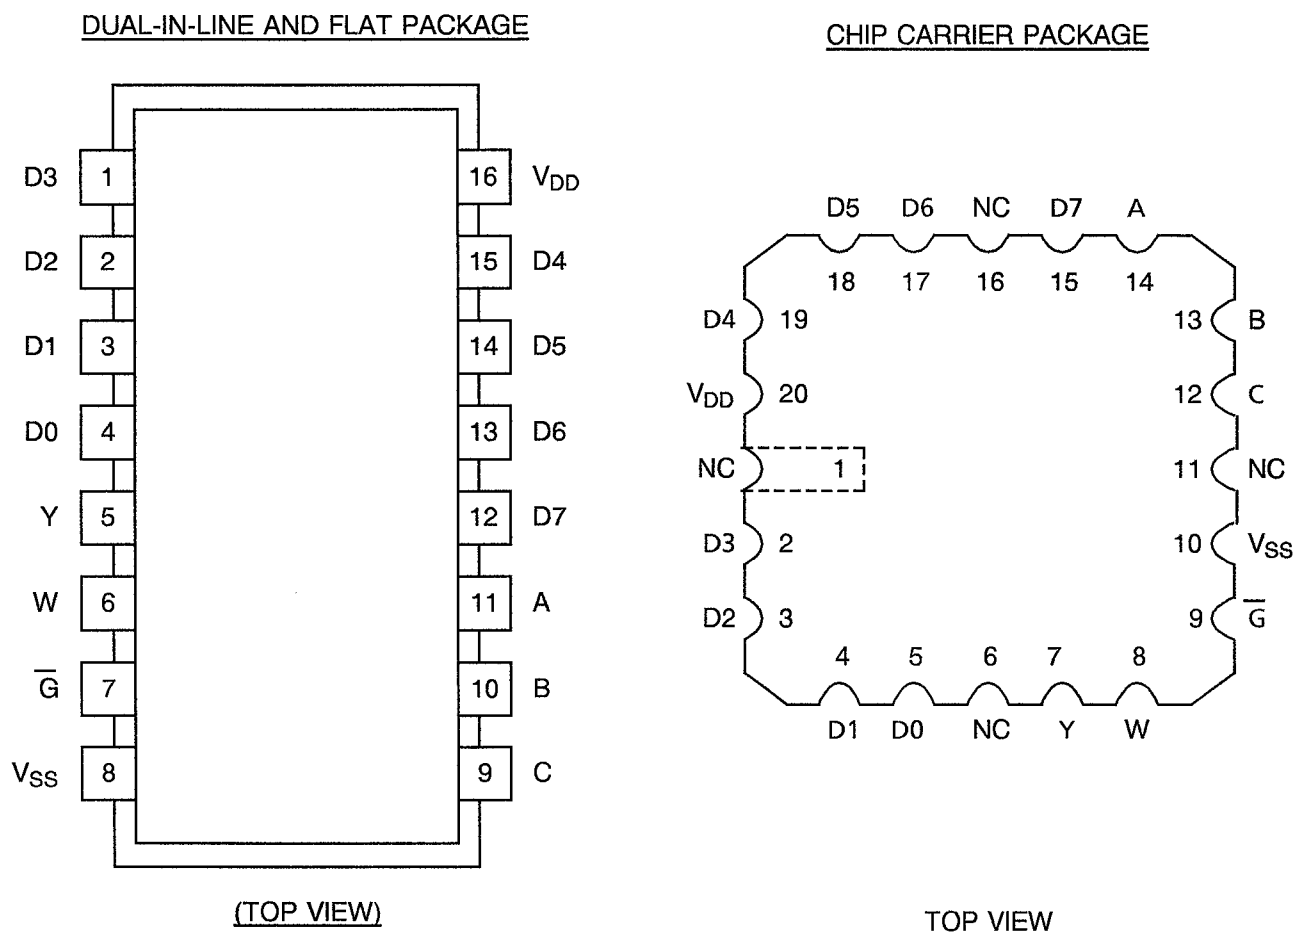 DUAL-IN-LINE AND FLAT PACKAGE
D3 1 16 VDD
D2 2 15 D4
D1 3 14 D5
D0 4 13 D6
Y 5 12 D7
W 6 11 A
G̅ 7 10 B
VSS 8 9 C
(TOP VIEW)
CHIP CARRIER PACKAGE
D5 D6 NC D7 A
18 17 16 15 14
D4 19 13 B
VDD 20 12 C
NC 1 11 NC
D3 2 10 VSS
D2 3 9 G̅
4 5 6 7 8
D1 D0 NC Y W
TOP VIEW